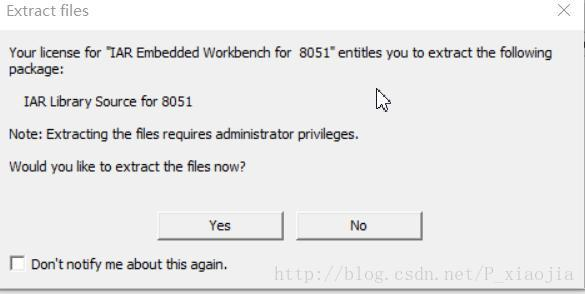 Extract files
Your license for "IAR Embedded Workbench for 8051" entitles you to extract the following
package:
IAR Library Source for 8051
Note: Extracting the files requires administrator privileges.
Would you like to extract the files now?
Yes No
Don't notify me about this again.
http://blog.csdn.net/P_xiaojia